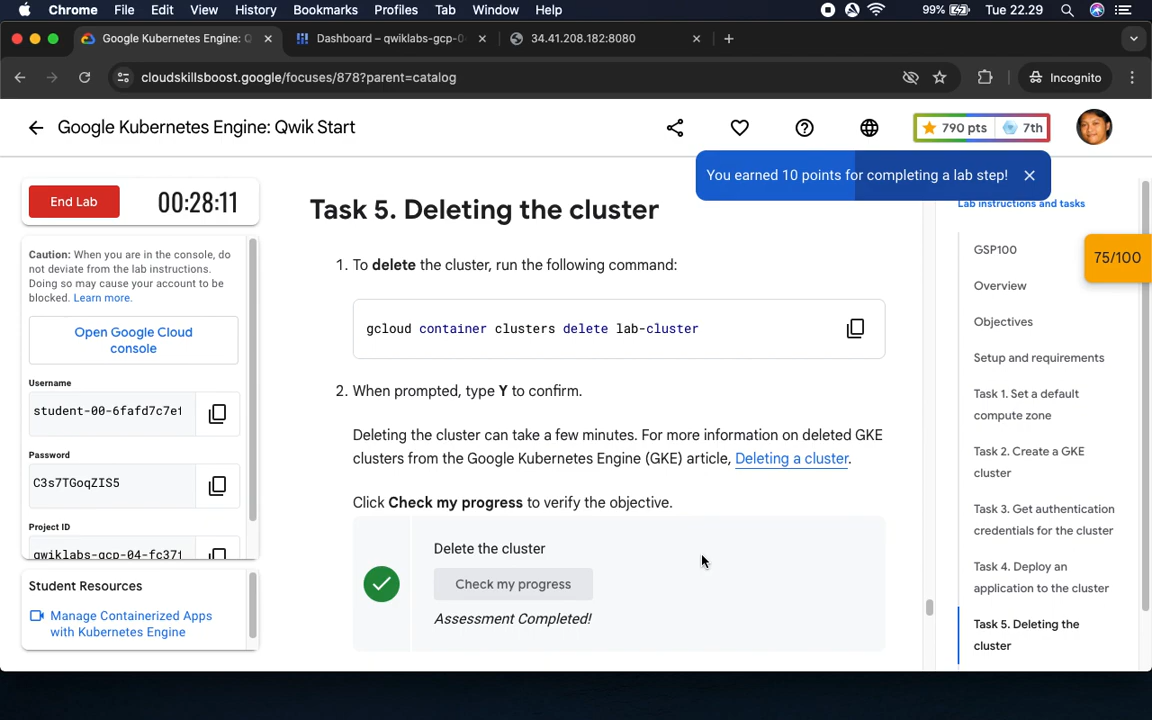 Chrome File Edit View History Bookmarks Profiles Tab Window Help 99% Tue 22.29
Google Kubernetes Engine: Q
Dashboard – qwiklabs-gcp-0
34.41.208.182:8080
cloudskillsboost.google/focuses/878?parent=catalog
Incognito
Google Kubernetes Engine: Qwik Start
790 pts 7th
You earned 10 points for completing a lab step!
End Lab 00:28:11
Caution: When you are in the console, do
not deviate from the lab instructions.
Doing so may cause your account to be
blocked. Learn more.
Open Google Cloud
console
Username
student-00-6fafd7c7e
Password
C3s7TGoqZIS5
Project ID
qwiklabs-gcp-04-fc371
Student Resources
Manage Containerized Apps
with Kubernetes Engine
Task 5. Deleting the cluster
1. To delete the cluster, run the following command:
gcloud container clusters delete lab-cluster
2. When prompted, type Y to confirm.
Deleting the cluster can take a few minutes. For more information on deleted GKE
clusters from the Google Kubernetes Engine (GKE) article, Deleting a cluster.
Click Check my progress to verify the objective.
Delete the cluster
Check my progress
Assessment Completed!
Lab instructions and tasks
75/100
GSP100
Overview
Objectives
Setup and requirements
Task 1. Set a default
compute zone
Task 2. Create a GKE
cluster
Task 3. Get authentication
credentials for the cluster
Task 4. Deploy an
application to the cluster
Task 5. Deleting the
cluster